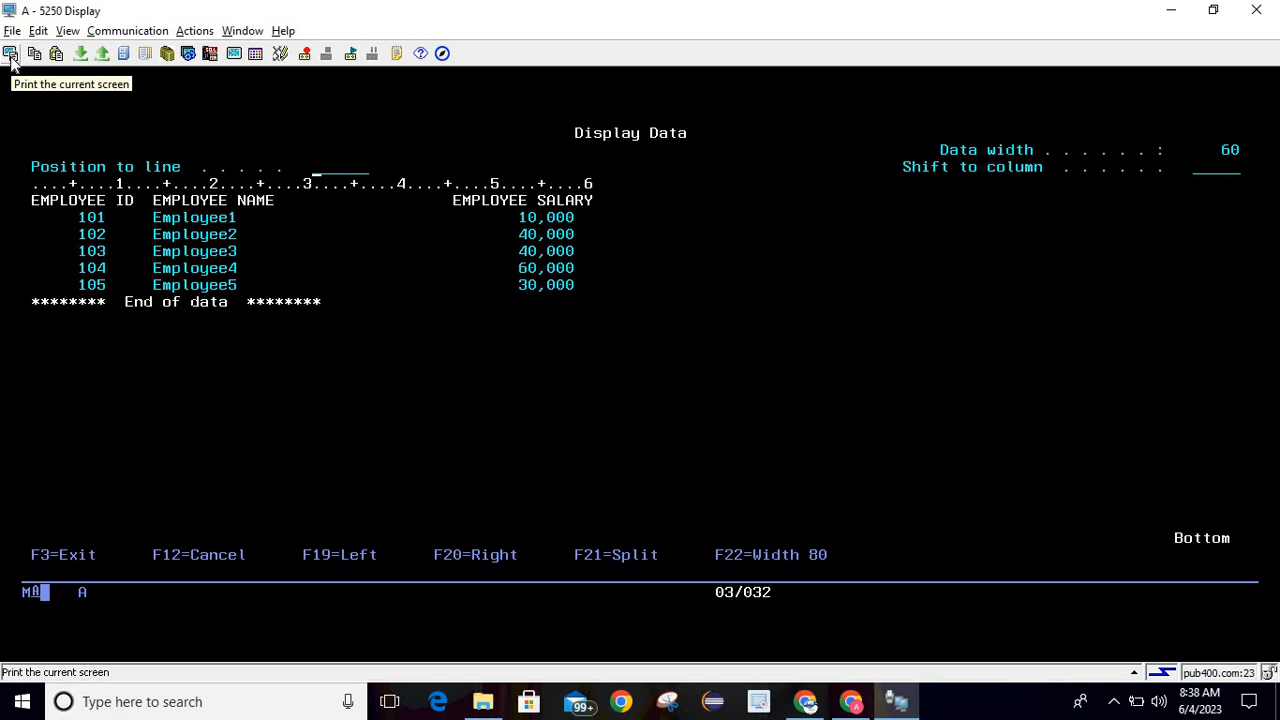 A - 5250 Display
File Edit View Communication Actions Window Help
Print the current screen
Display Data
Data width . . . . . . : 60
Position to line . . . . . Shift to column . . . . . .
....+....1....+....2....+....3....+....4....+....5....+....6
EMPLOYEE ID EMPLOYEE NAME EMPLOYEE SALARY
101 Employee1 10,000
102 Employee2 40,000
103 Employee3 40,000
104 Employee4 60,000
105 Employee5 30,000
******** End of data ********
Bottom
F3=Exit F12=Cancel F19=Left F20=Right F21=Split F22=Width 80
MA A 03/032
Print the current screen pub400.com:23
Type here to search 99+ 8:38 AM
6/4/2023